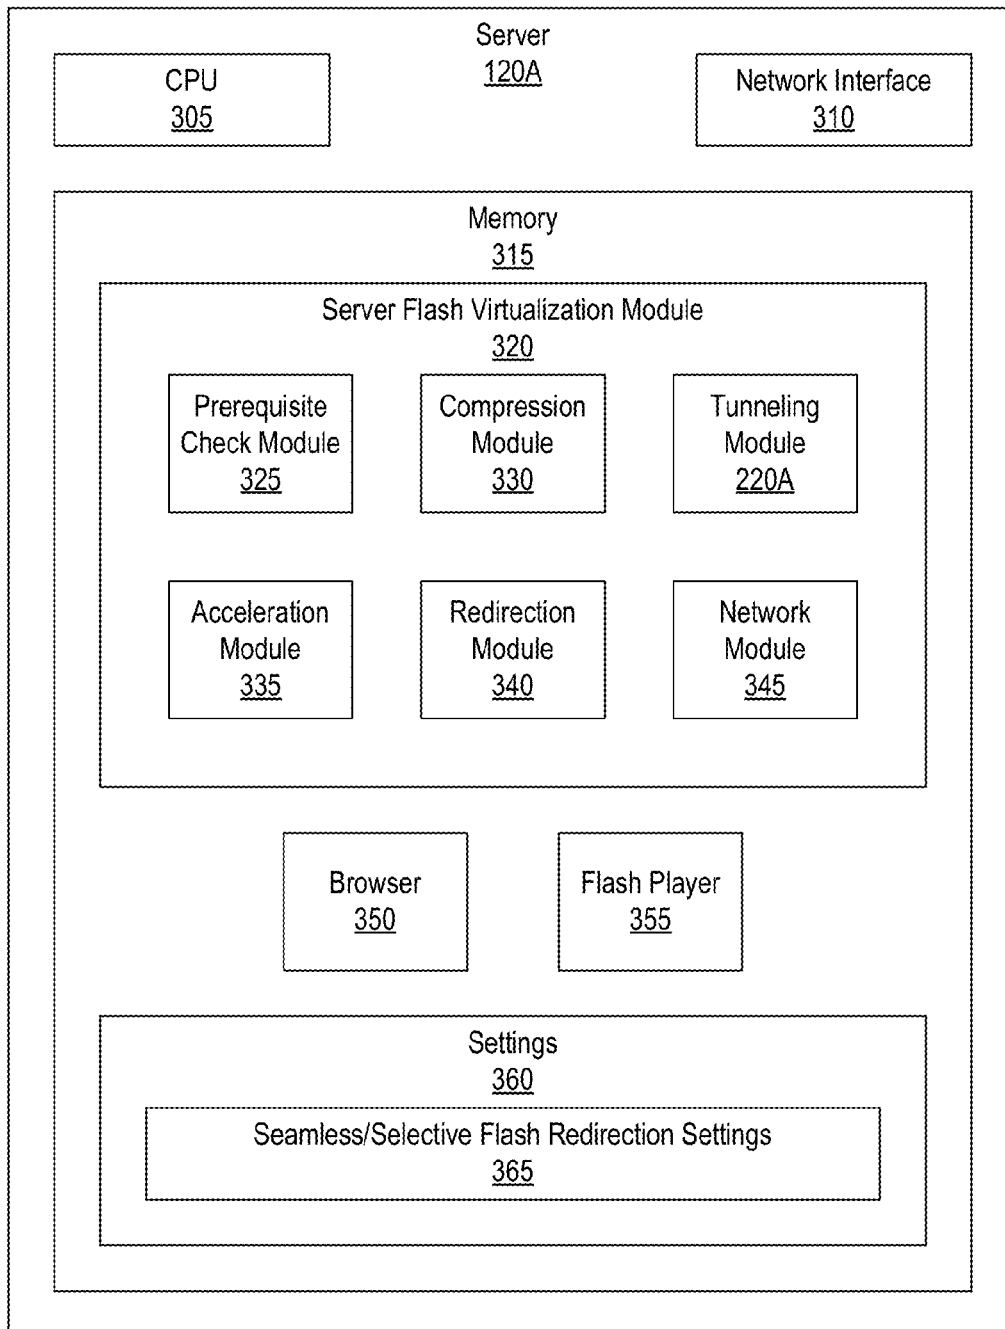 Server
120A
CPU
305
Network Interface
310
Memory
315
Server Flash Virtualization Module
320
Prerequisite
Check Module
325
Compression
Module
330
Tunneling
Module
220A
Acceleration
Module
335
Redirection
Module
340
Network
Module
345
Browser
350
Flash Player
355
Settings
360
Seamless/Selective Flash Redirection Settings
365